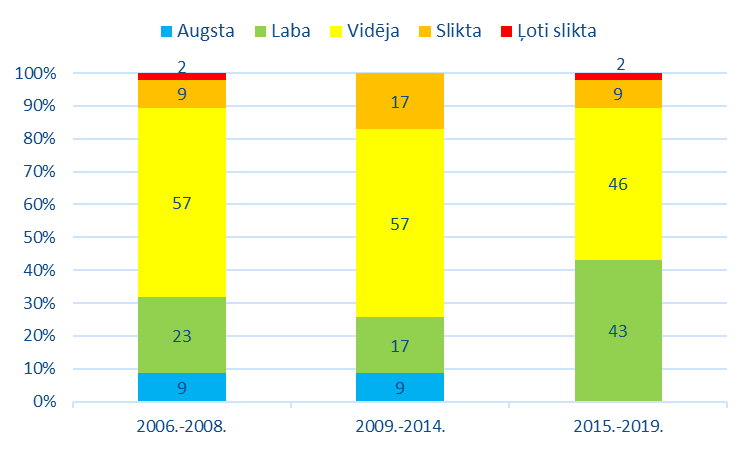 Augsta Laba Vidēja Slikta Ļoti slikta
2 2
100%
90% 9 17 9
80%
70%
60% 57 46
50% 57
40%
30%
20% 23 17 43
10%
0% 9 9
2006.-2008. 2009.-2014. 2015.-2019.